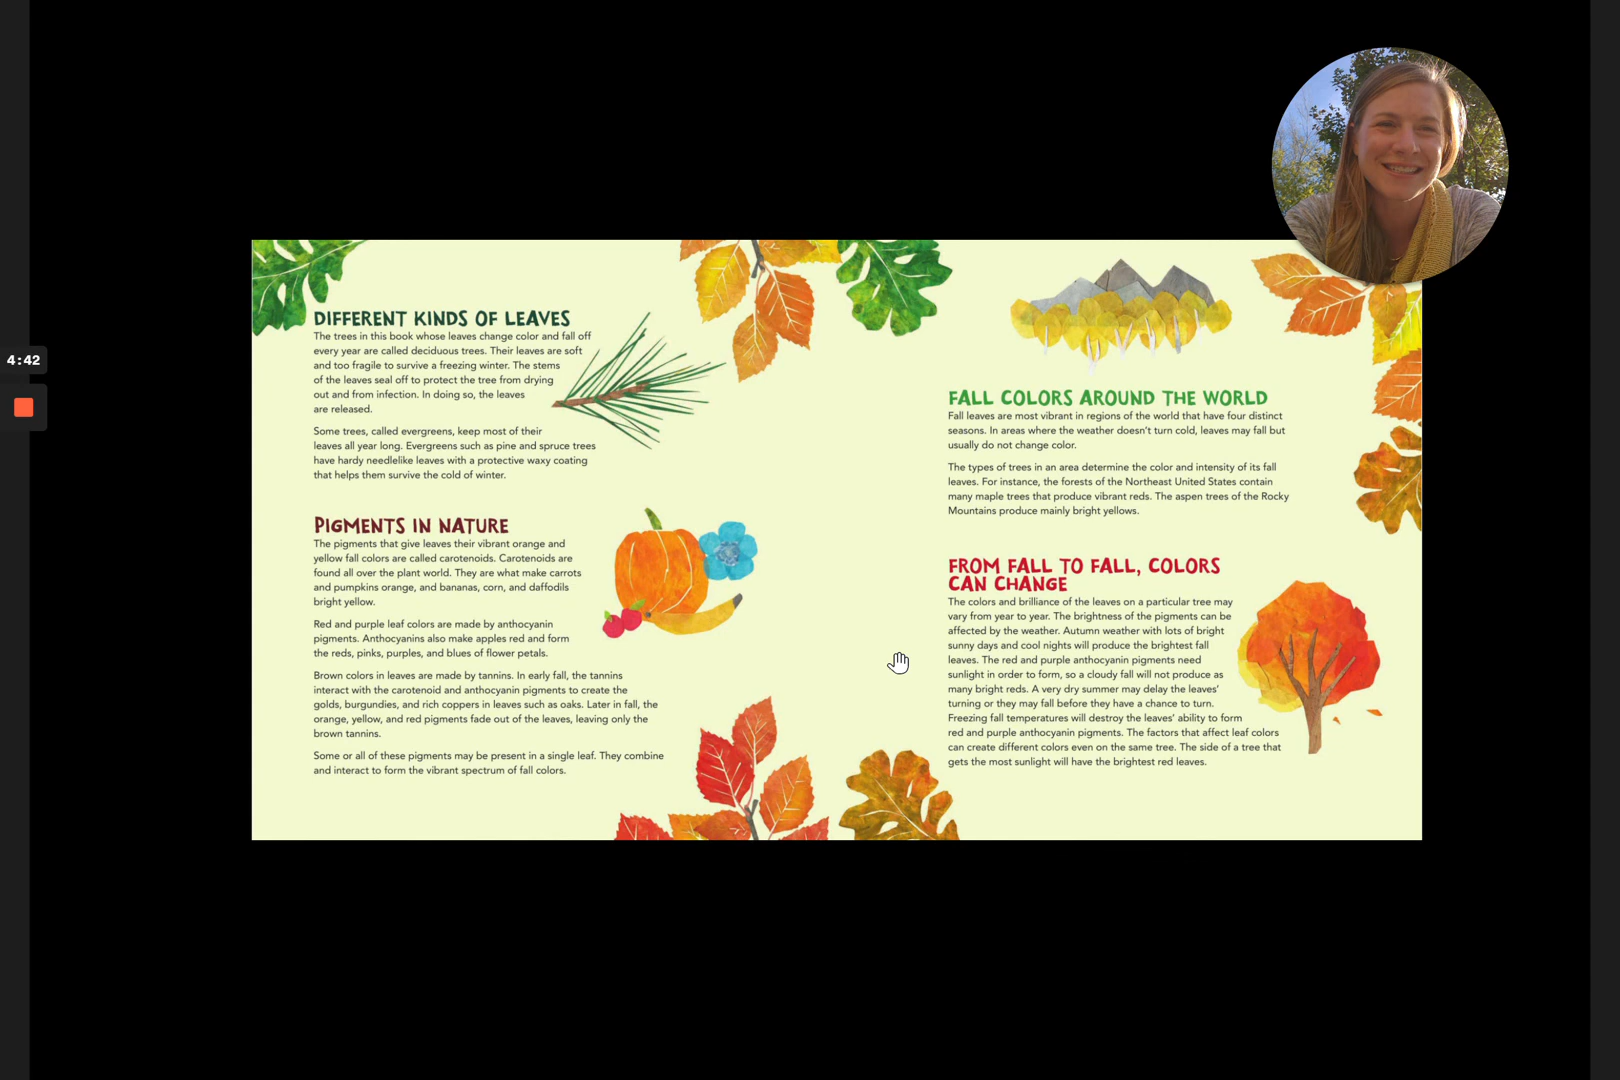 4:42
DIFFERENT KINDS OF LEAVES
The trees in this book whose leaves change color and fall off
every year are called deciduous trees. Their leaves are soft
and too fragile to survive a freezing winter. The stems
of the leaves seal off to protect the tree from drying
out and from infection. In doing so, the leaves
are released.
Some trees, called evergreens, keep most of their
leaves all year long. Evergreens such as pine and spruce trees
have hardy needlelike leaves with a protective waxy coating
that helps them survive the cold of winter.
PIGMENTS IN NATURE
The pigments that give leaves their vibrant orange and
yellow fall colors are called carotenoids. Carotenoids are
found all over the plant world. They are what make carrots
and pumpkins orange, and bananas, corn, and daffodils
bright yellow.
Red and purple leaf colors are made by anthocyanin
pigments. Anthocyanins also make apples red and form
the reds, pinks, purples, and blues of flower petals.
Brown colors in leaves are made by tannins. In early fall, the tannins
interact with the carotenoid and anthocyanin pigments to create the
golds, burgundies, and rich coppers in leaves such as oaks. Later in fall, the
orange, yellow, and red pigments fade out of the leaves, leaving only the
brown tannins.
Some or all of these pigments may be present in a single leaf. They combine
and interact to form the vibrant spectrum of fall colors.
FALL COLORS AROUND THE WORLD
Fall leaves are most vibrant in regions of the world that have four distinct
seasons. In areas where the weather doesn't turn cold, leaves may fall but
usually do not change color.
The types of trees in an area determine the color and intensity of its fall
leaves. For instance, the forests of the Northeast United States contain
many maple trees that produce vibrant reds. The aspen trees of the Rocky
Mountains produce mainly bright yellows.
FROM FALL TO FALL, COLORS
CAN CHANGE
The colors and brilliance of the leaves on a particular tree may
vary from year to year. The brightness of the pigments can be
affected by the weather. Autumn weather with lots of bright
sunny days and cool nights will produce the brightest fall
leaves. The red and purple anthocyanin pigments need
sunlight in order to form, so a cloudy fall will not produce as
many bright reds. A very dry summer may delay the leaves'
turning or they may fall before they have a chance to turn.
Freezing fall temperatures will destroy the leaves' ability to form
red and purple anthocyanin pigments. The factors that affect leaf colors
can create different colors even on the same tree. The side of a tree that
gets the most sunlight will have the brightest red leaves.